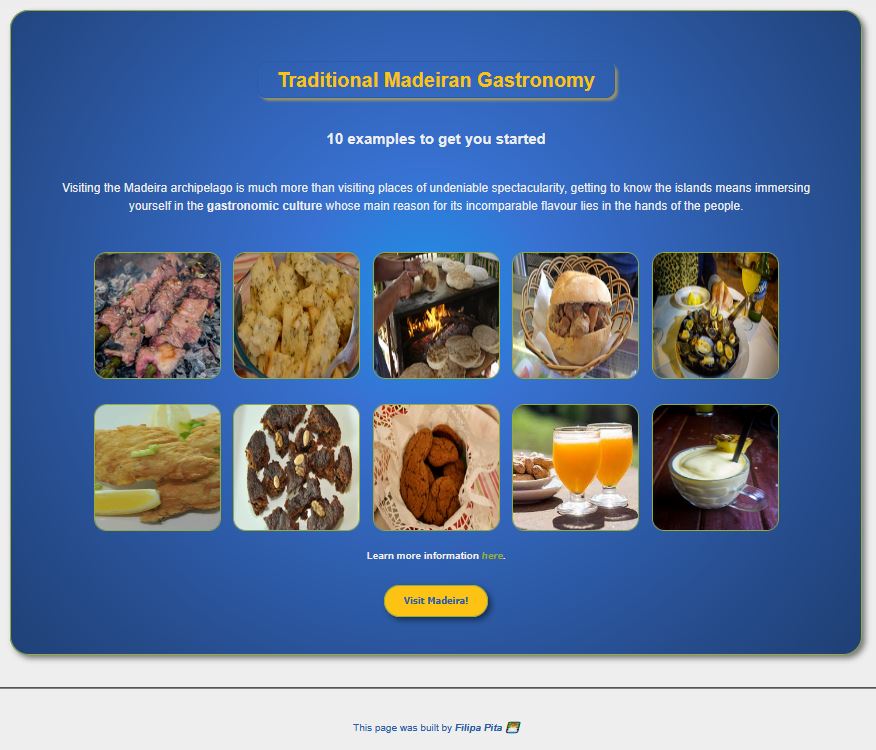 Traditional Madeiran Gastronomy
10 examples to get you started
Visiting the Madeira archipelago is much more than visiting places of undeniable spectacularity, getting to know the islands means immersing
yourself in the gastronomic culture whose main reason for its incomparable flavour lies in the hands of the people.
Learn more information here.
Visit Madeira!
This page was built by Filipa Pita